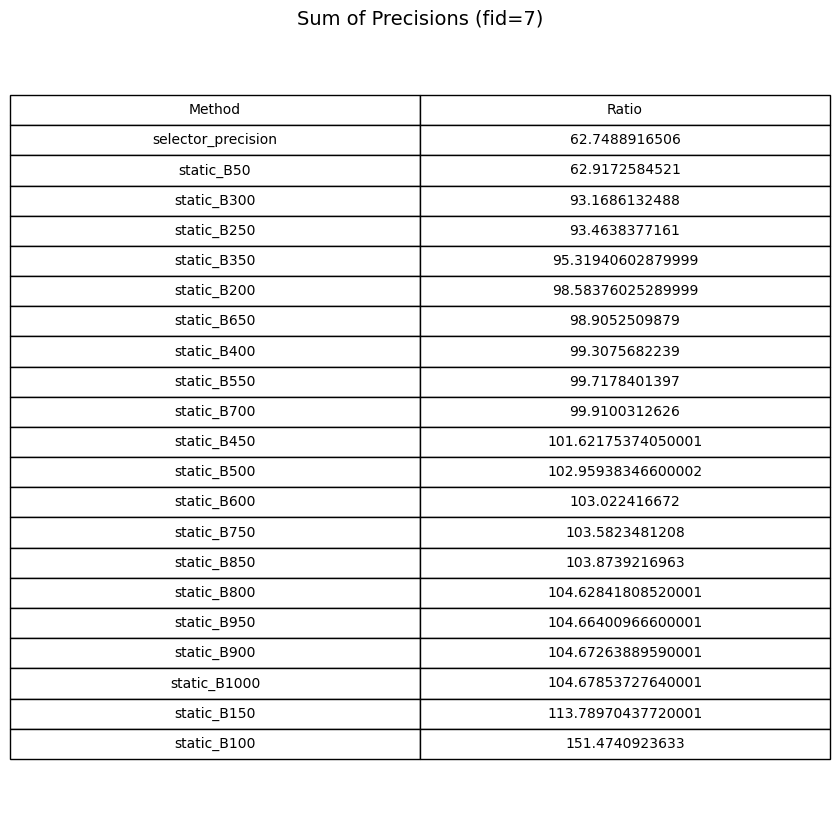 Sum of Precisions (fid=7)
Method Ratio
selector_precision 62.7488916506
static_B50 62.9172584521
static_B300 93.1686132488
static_B250 93.4638377161
static_B350 95.31940602879999
static_B200 98.58376025289999
static_B650 98.9052509879
static_B400 99.3075682239
static_B550 99.7178401397
static_B700 99.9100312626
static_B450 101.62175374050001
static_B500 102.95938346600002
static_B600 103.022416672
static_B750 103.5823481208
static_B850 103.8739216963
static_B800 104.62841808520001
static_B950 104.66400966600001
static_B900 104.67263889590001
static_B1000 104.67853727640001
static_B150 113.78970437720001
static_B100 151.4740923633